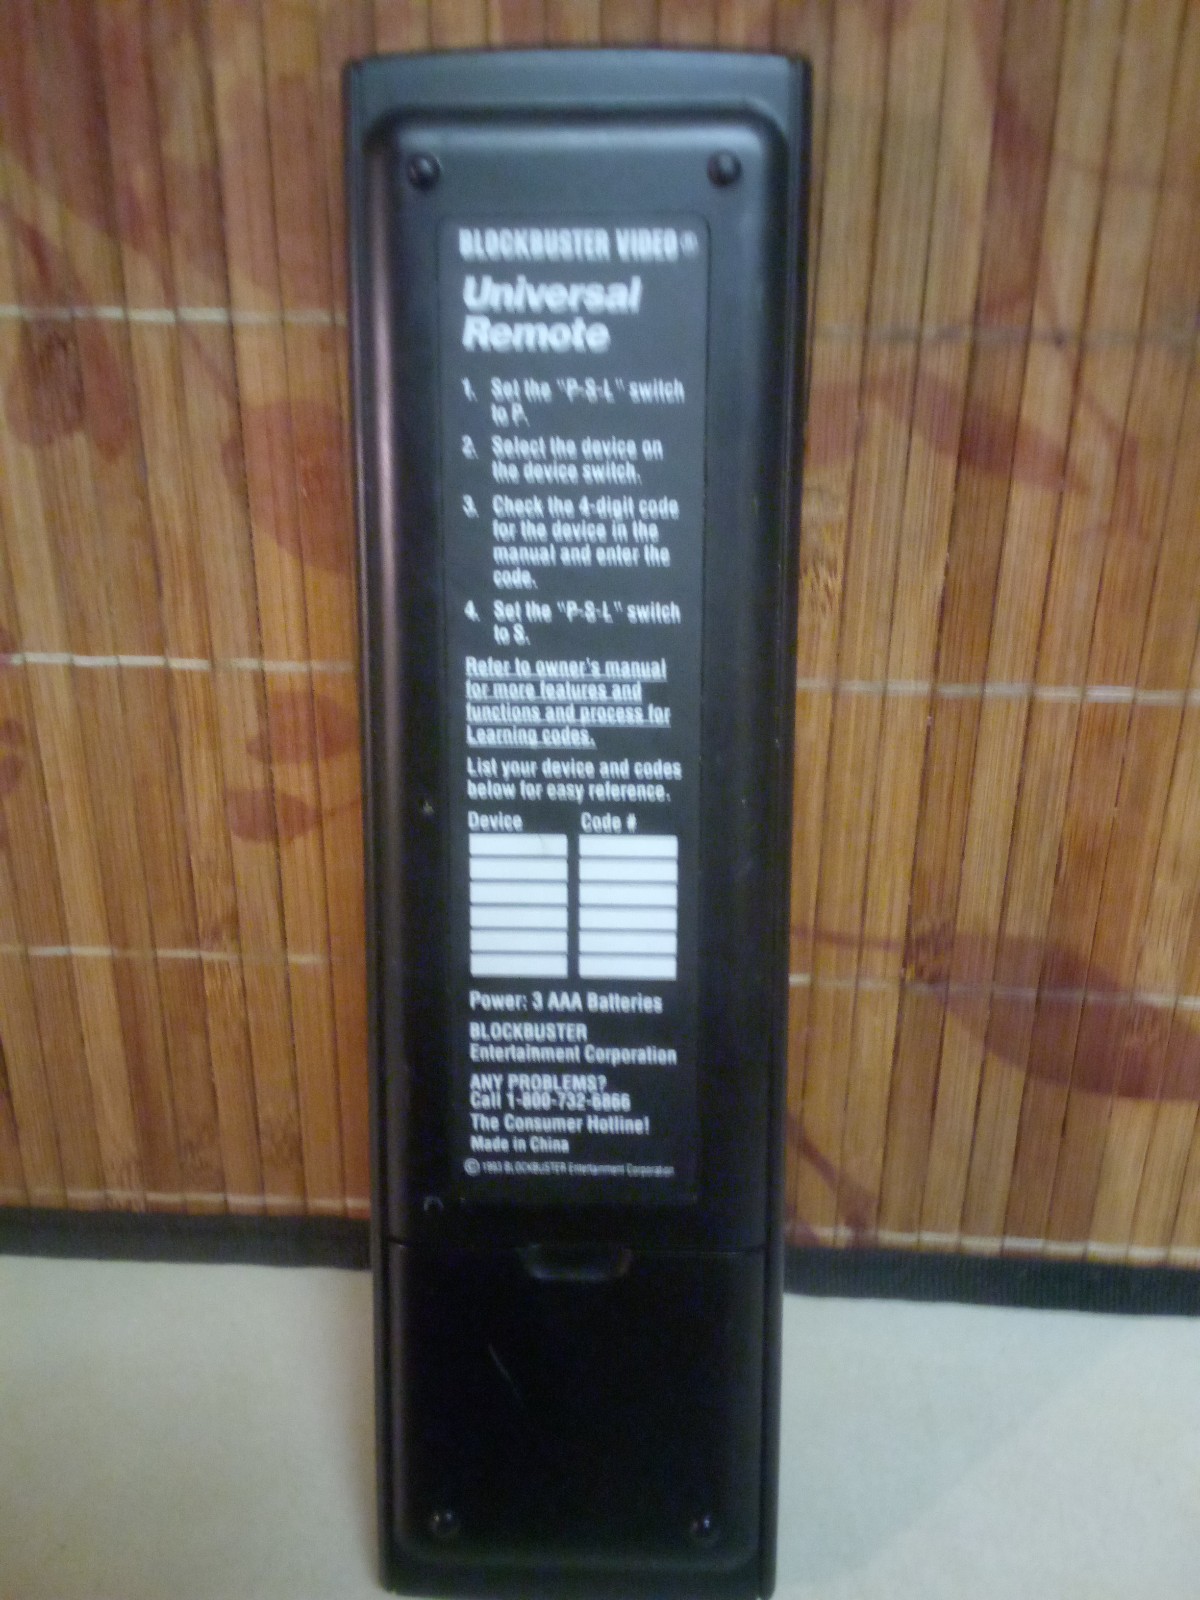 BLOCKBUSTER VIDEO®
Universal
Remote
1. Set the "P-S-L" switch
to P.
2. Select the device on
the device switch.
3. Check the 4-digit code
for the device in the
manual and enter the
code.
4. Set the "P-S-L" switch
to S.
Refer to owner's manual
for more features and
functions and process for
Learning codes.
List your device and codes
below for easy reference.
Device Code #
Power: 3 AAA Batteries
BLOCKBUSTER
Entertainment Corporation
ANY PROBLEMS?
Call 1-800-732-6866
The Consumer Hotline!
Made in China
© 1993 BLOCKBUSTER Entertainment Corporation